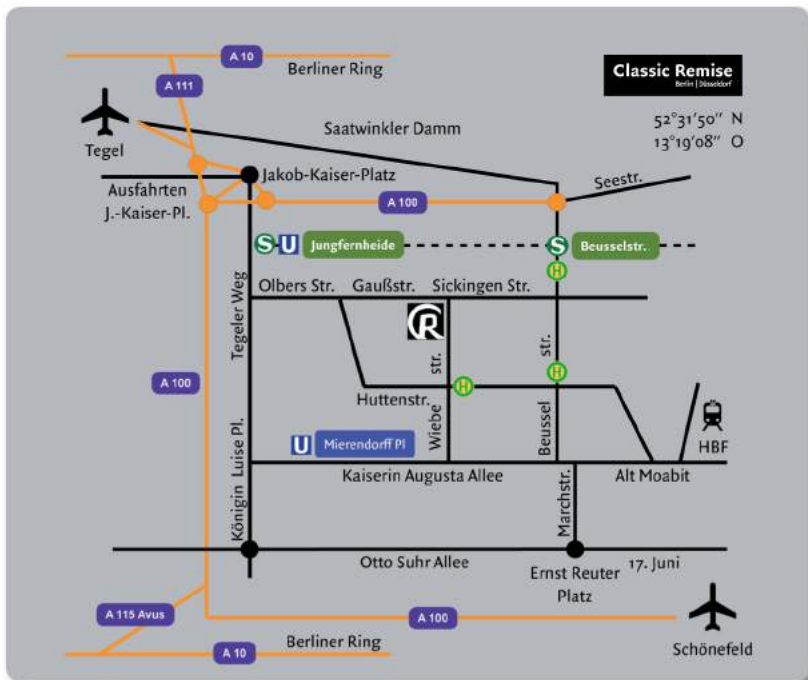 A 10
Berliner Ring
A 111
Classic Remise
Berlin | Düsseldorf
52°31'50" N
13°19'08" O
Tegel
Saatwinkler Damm
Jakob-Kaiser-Platz
Seestr.
Ausfahrten
J.-Kaiser-Pl.
A 100
S U Jungfernheide
S Beusselstr.
H
Olbers Str. Gaußstr. Sickingen Str.
Tegeler Weg
R
str.
str.
A 100
H
H
Huttenstr.
Wiebe
Beussel
HBF
U Mierendorff Pl
Königin Luise Pl.
Kaiserin Augusta Allee
Alt Moabit
Marchstr.
Otto Suhr Allee
17. Juni
Ernst Reuter
Platz
A 115 Avus
A 100
Schönefeld
Berliner Ring
A 10